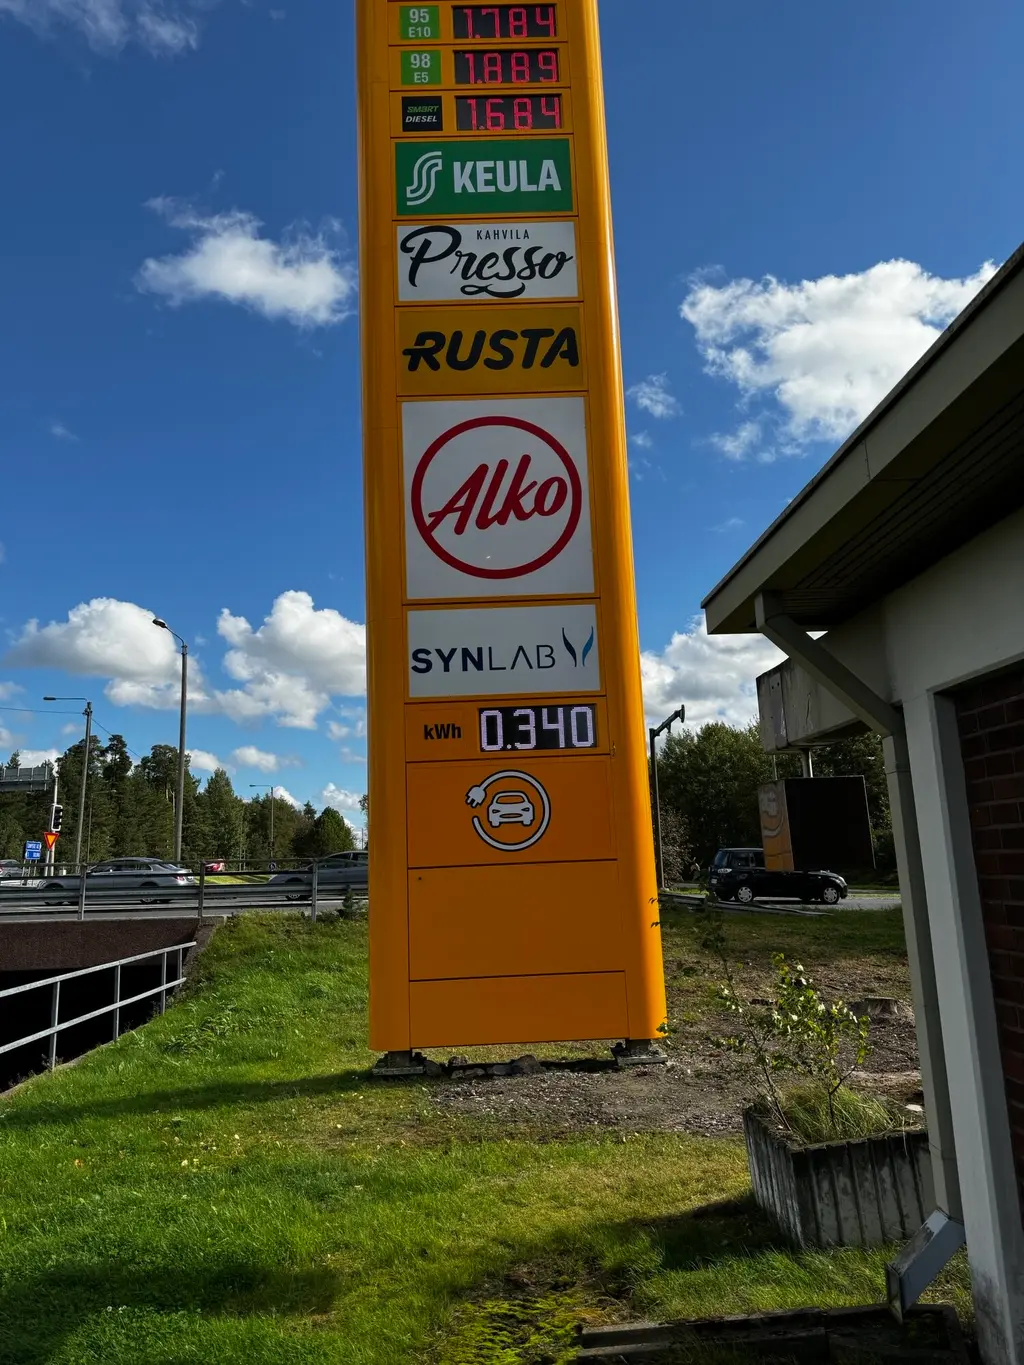 95
E10
1.784
98
E5
1.889
SMART
DIESEL
1.684
KEULA
KAHVILA
Presso
RUSTA
Alko
SYNLAB
kWh
0.340